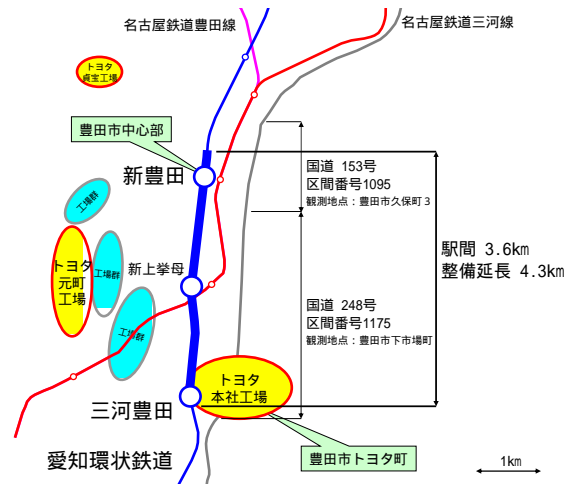 名古屋鉄道豊田線
名古屋鉄道三河線
トヨタ
貞宝工場
豊田市中心部
新豊田
国道 153号
区間番号1095
観測地点：豊田市久保町３
工場群
トヨタ
元町
工場
工場群
新上挙母
駅間 3.6km
整備延長 4.3km
国道 248号
区間番号1175
観測地点：豊田市下市場町
工場群
トヨタ
本社工場
三河豊田
愛知環状鉄道
豊田市トヨタ町
1km